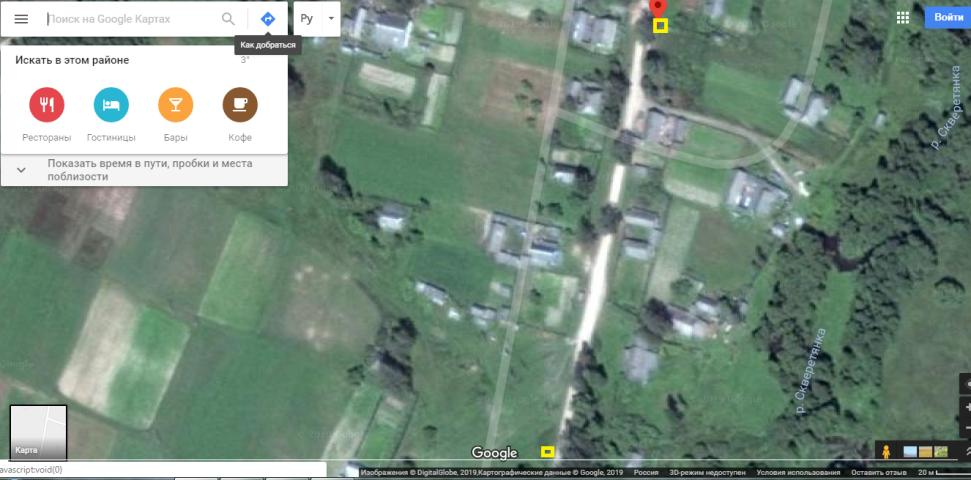 Поиск на Google Картах
Ру
Войти
Как добраться
Искать в этом районе
3°
Рестораны
Гостиницы
Бары
Кофе
Показать время в пути, пробки и места
поблизости
р. Скверетянка
р. Скверетянка
Карта
Google
avascript:void(0)
Изображения © DigitalGlobe, 2019,Картографические данные © Google, 2019 Россия 3D-режим недоступен Условия использования Оставить отзыв 20 м